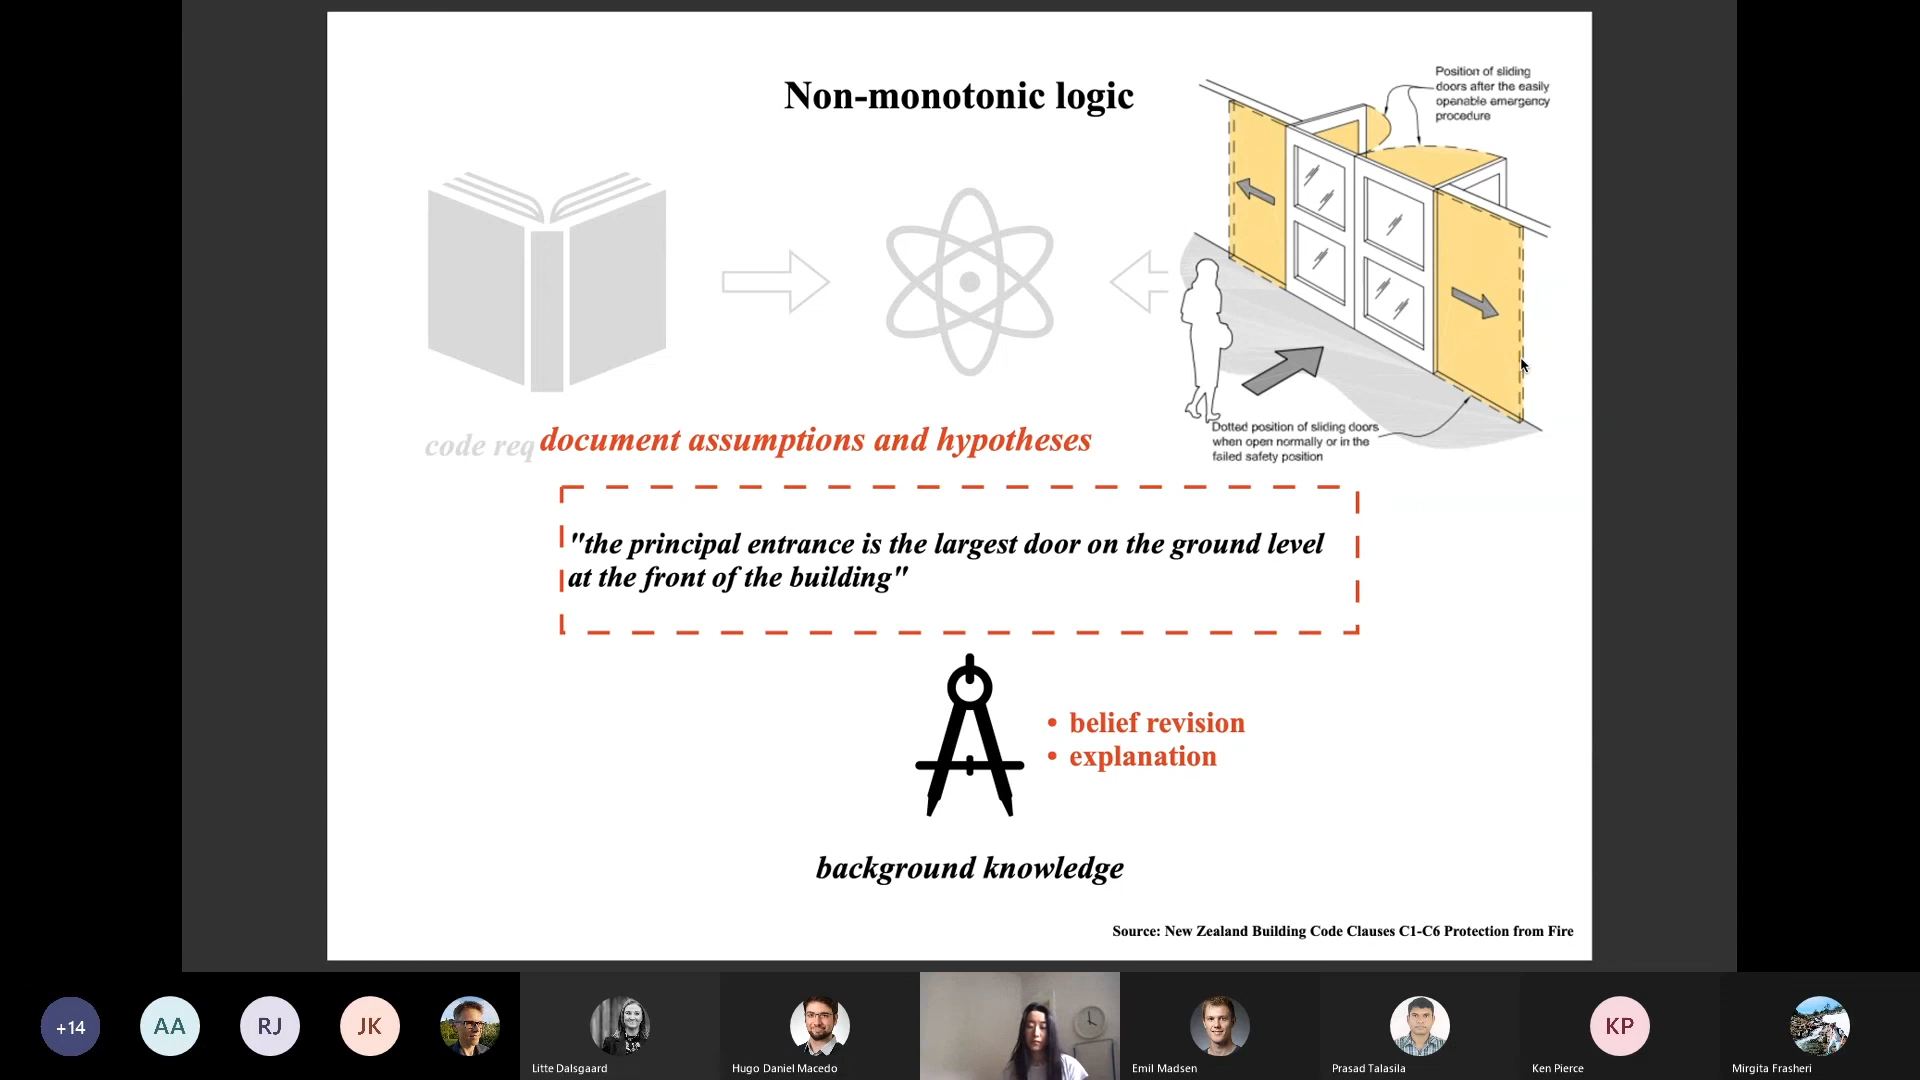 Non-monotonic logic
Position of sliding
doors after the easily
openable emergency
procedure
Dotted position of sliding doors
when open normally or in the
failed safety position
code req
document assumptions and hypotheses
"the principal entrance is the largest door on the ground level
at the front of the building"
• belief revision
• explanation
background knowledge
Source: New Zealand Building Code Clauses C1-C6 Protection from Fire
+14
AA
RJ
JK
Litte Dalsgaard
Hugo Daniel Macedo
Emil Madsen
Prasad Talasila
KP
Ken Pierce
Mirgita Frasheri